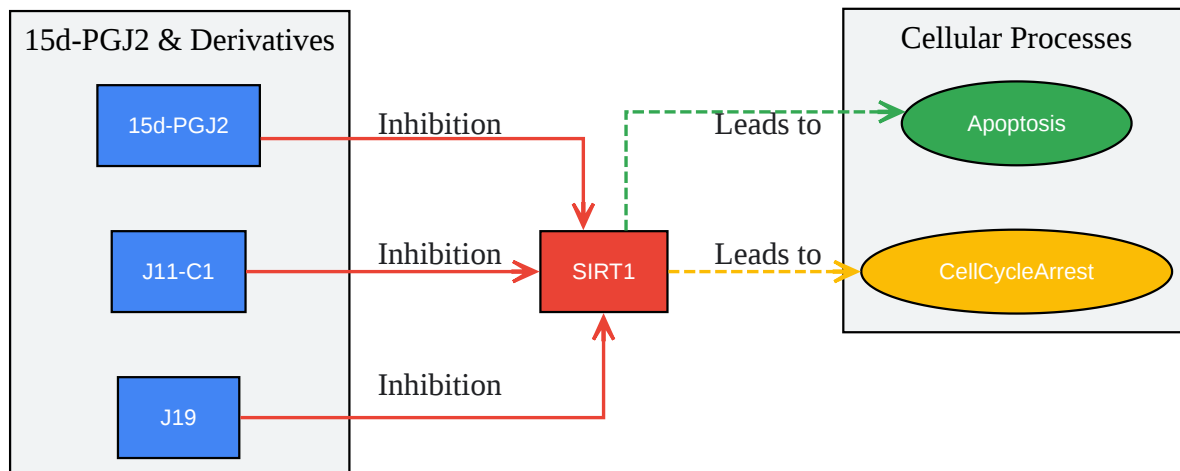 15d-PGJ2 & Derivatives
Cellular Processes
15d-PGJ2
Inhibition
Leads to
Apoptosis
J11-C1
Inhibition
SIRT1
Leads to
CellCycleArrest
J19
Inhibition